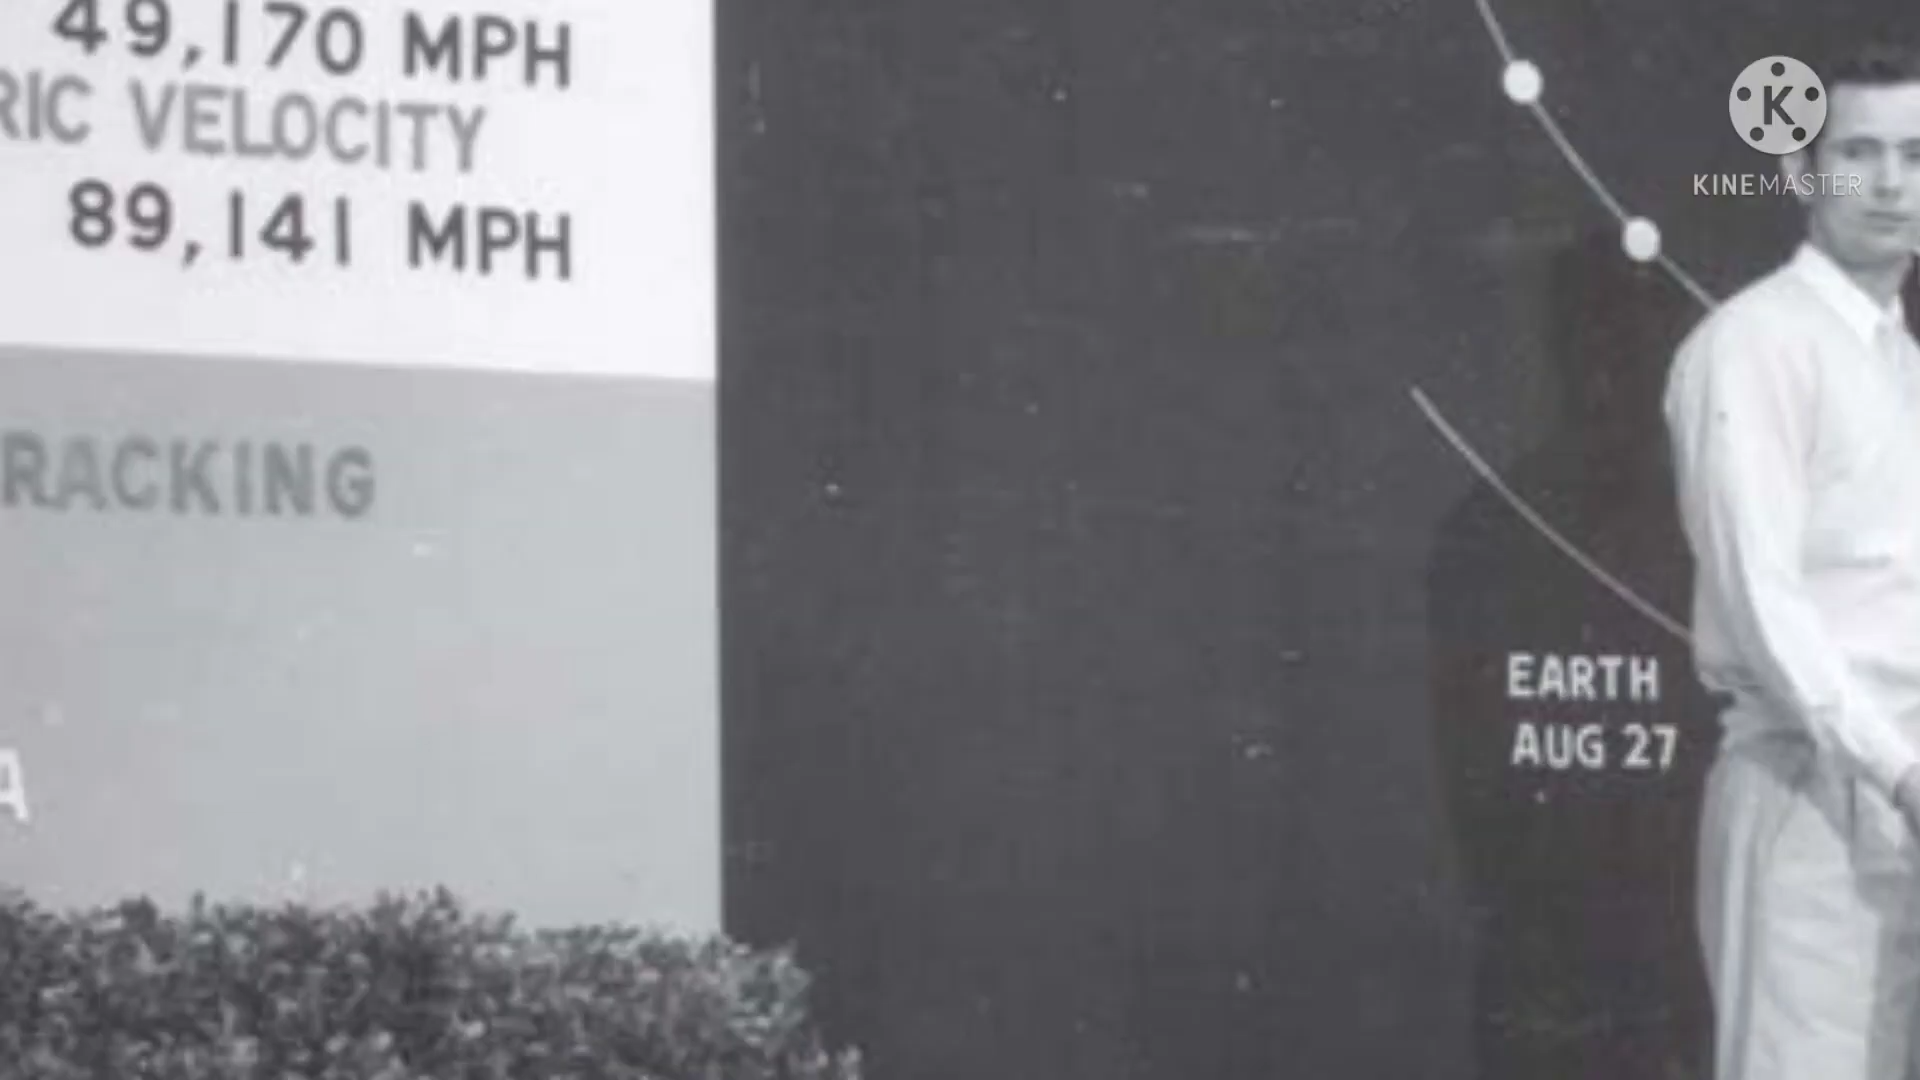 49,170 MPH
RIC VELOCITY
89,141 MPH
RACKING
A
EARTH
AUG 27
K
KINEMASTER